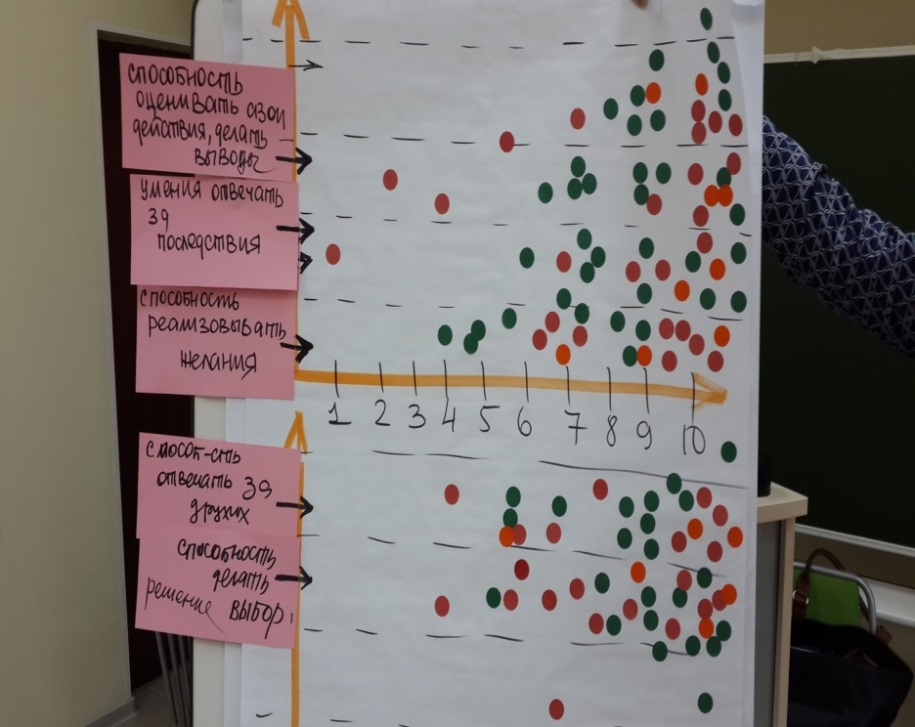 способность
оценивать свои
действия, делать
выводы
умения отвечать
за
последствия
способность
реализовывать
желания
1 2 3 4 5 6 7 8 9 10
способ-сть
отвечать за
других
способность
делать
решение выбор